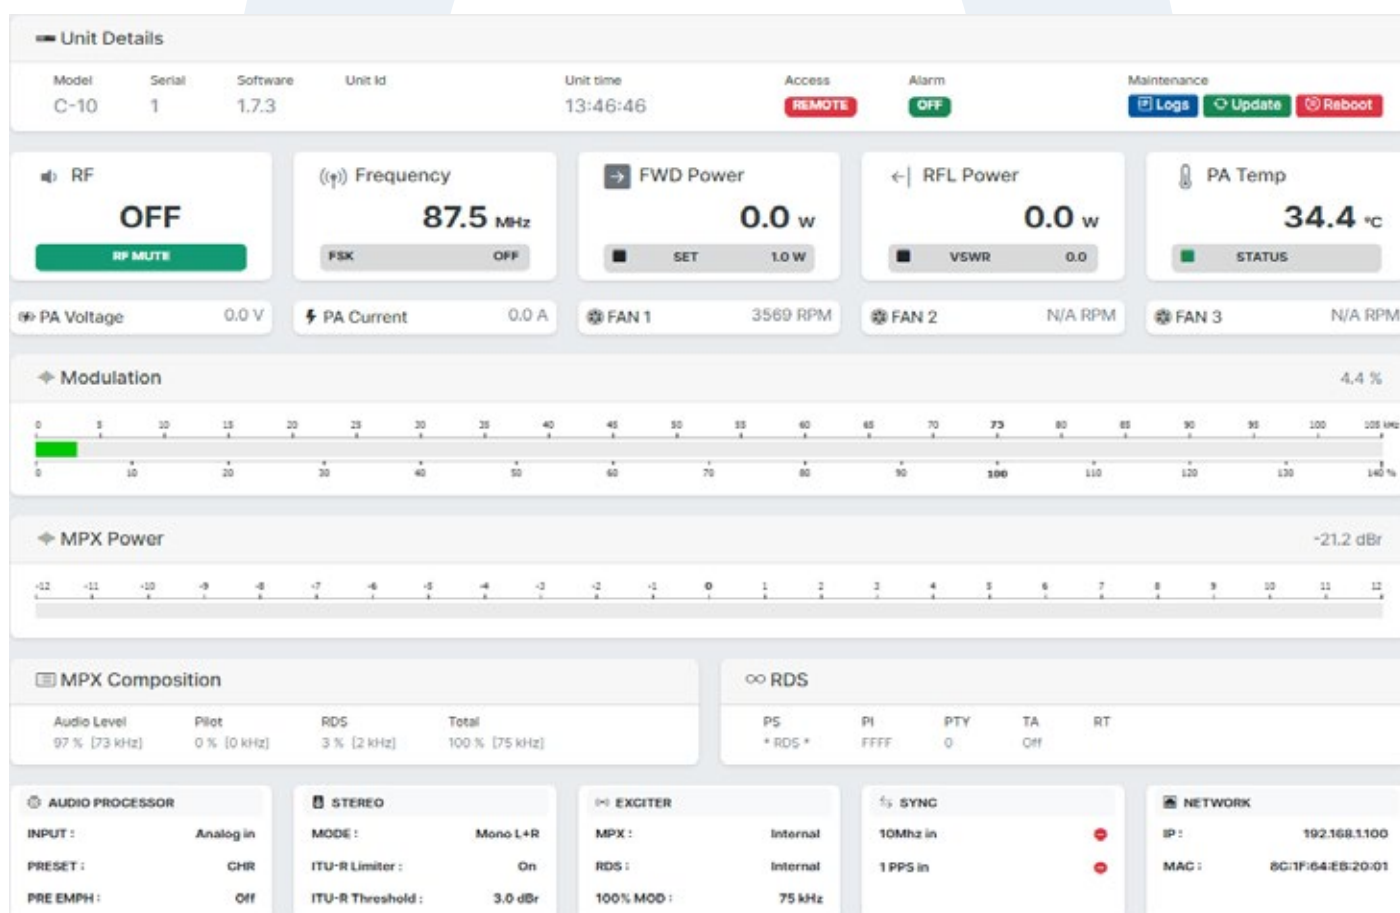 Unit Details
Model Serial Software Unit Id Unit time Access Alarm Maintenance
C-10 1 1.7.3 13:46:46 REMOTE OFF Logs Update Reboot
RF Frequency FWD Power RFL Power PA Temp
OFF 87.5 MHz 0.0 W 0.0 W 34.4 °C
RF MUTE FSK OFF SET 1.0 W VSWR 0.0 STATUS
PA Voltage 0.0 V PA Current 0.0 A FAN 1 3569 RPM FAN 2 N/A RPM FAN 3 N/A RPM
Modulation 4.4 %
0 5 10 15 20 25 30 35 40 45 50 55 60 65 70 75 80 85 90 95 100 105 kHz
0 10 20 30 40 50 60 70 80 90 100 110 120 130 140 %
MPX Power -21.2 dBr
-12 -11 -10 -9 -8 -7 -6 -5 -4 -3 -2 -1 0 1 2 3 4 5 6 7 8 9 10 11 12
MPX Composition RDS
Audio Level Pilot RDS Total PS PI PTY TA RT
97 % [73 kHz] 0 % [0 kHz] 3 % [2 kHz] 100 % [75 kHz] * RDS * FFFF 0 Off
AUDIO PROCESSOR STEREO EXCITER SYNC NETWORK
INPUT : Analog in MODE : Mono L+R MPX : Internal 10Mhz in IP : 192.168.1.100
PRESET : CHR ITU-R Limiter : On RDS : Internal 1 PPS in MAC : 8C:1F:64:EB:20:01
PRE EMPH : Off ITU-R Threshold : 3.0 dBr 100% MOD : 75 kHz